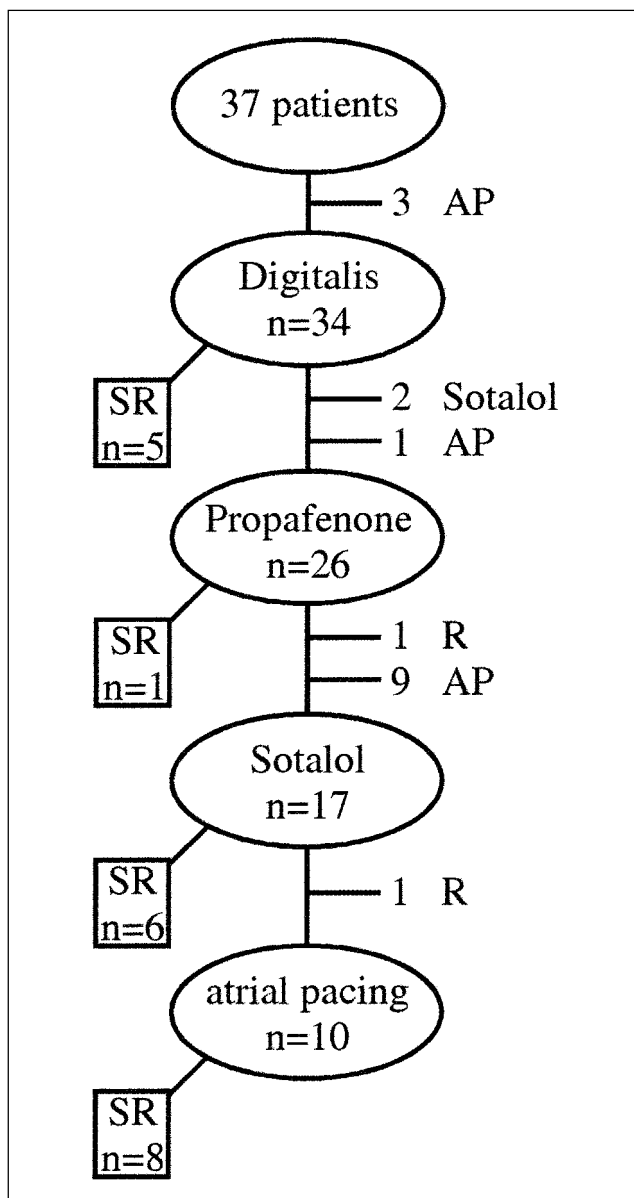 37 patients
3 AP
Digitalis
n=34
SR
n=5
2 Sotalol
1 AP
Propafenone
n=26
SR
n=1
1 R
9 AP
Sotalol
n=17
SR
n=6
1 R
atrial pacing
n=10
SR
n=8